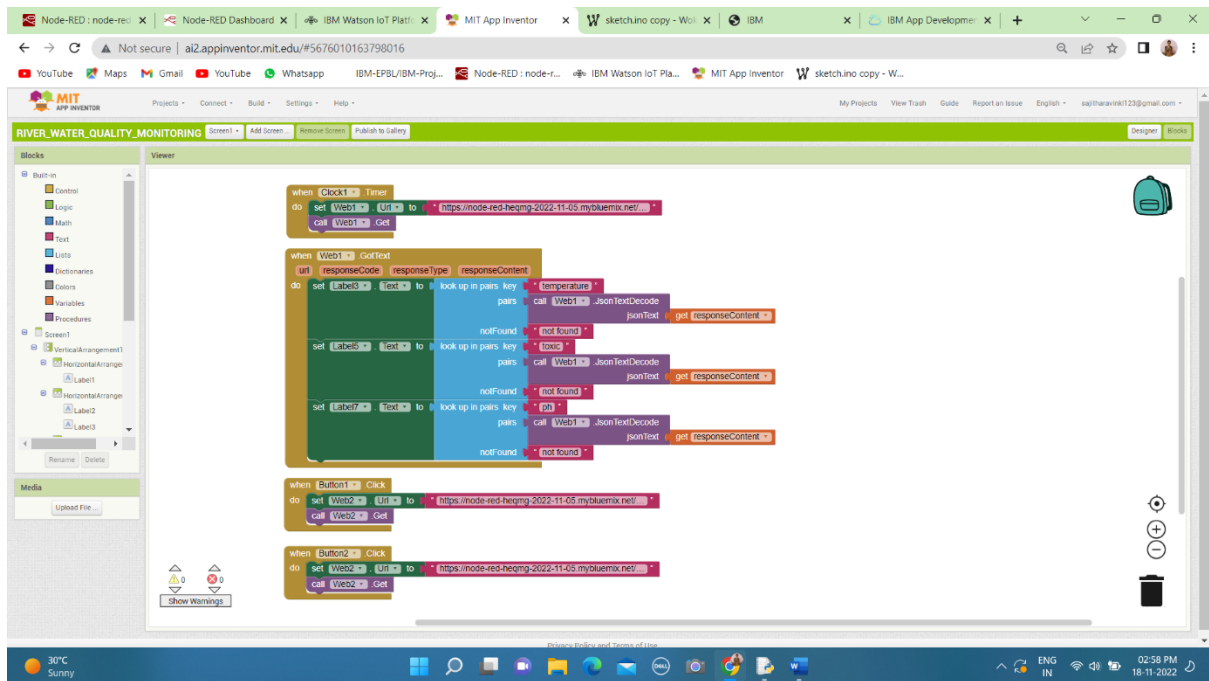 Node-RED : node-red
Node-RED Dashboard
IBM Watson IoT Platf
MIT App Inventor
sketch.ino copy - Wok
IBM
IBM App Developmen
Not secure | ai2.appinventor.mit.edu/#5676010163798016
YouTube Maps Gmail YouTube Whatsapp IBM-EPBL/IBM-Proj... Node-RED : node-r... IBM Watson IoT Pla... MIT App Inventor sketch.ino copy - W...
MIT
APP INVENTOR
Projects Connect Build Settings Help My Projects View Trash Guide Report an Issue English sajitharavinkl123@gmail.com
RIVER_WATER_QUALITY_MONITORING Screen1 Add Screen ... Remove Screen Publish to Gallery Designer Blocks
Blocks
Viewer
Built-in
Control
Logic
Math
Text
Lists
Dictionaries
Colors
Variables
Procedures
Screen1
VerticalArrangement1
HorizontalArrange
Label1
HorizontalArrange
Label2
Label3
Rename Delete
Media
Upload File ...
when Clock1 .Timer
do set Web1 . Url to " https://node-red-heqmg-2022-11-05.mybluemix.net/... "
call Web1 .Get
when Web1 .GotText
url responseCode responseType responseContent
do set Label3 . Text to look up in pairs key " temperature "
pairs call Web1 .JsonTextDecode
jsonText get responseContent
notFound " not found "
set Label5 . Text to look up in pairs key " toxic "
pairs call Web1 .JsonTextDecode
jsonText get responseContent
notFound " not found "
set Label7 . Text to look up in pairs key " ph "
pairs call Web1 .JsonTextDecode
jsonText get responseContent
notFound " not found "
when Button1 .Click
do set Web2 . Url to " https://node-red-heqmg-2022-11-05.mybluemix.net/... "
call Web2 .Get
when Button2 .Click
do set Web2 . Url to " https://node-red-heqmg-2022-11-05.mybluemix.net/... "
call Web2 .Get
0 0
Show Warnings
Privacy Policy and Terms of Use
30°C
Sunny
DELL
ENG
IN
02:58 PM
18-11-2022